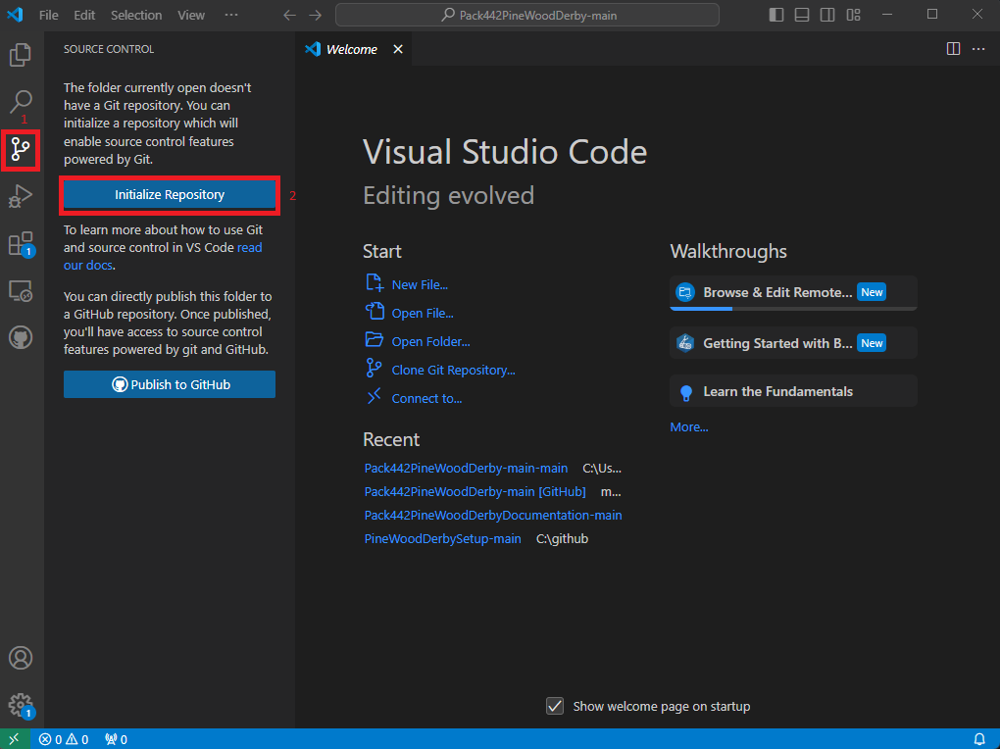 File Edit Selection View ···
Pack442PineWoodDerby-main
SOURCE CONTROL
Welcome
The folder currently open doesn't
have a Git repository. You can
initialize a repository which will
enable source control features
powered by Git.
1
Initialize Repository
2
To learn more about how to use Git
and source control in VS Code read
our docs.
1
You can directly publish this folder to
a GitHub repository. Once published,
you'll have access to source control
features powered by git and GitHub.
Publish to GitHub
Visual Studio Code
Editing evolved
Start
New File...
Open File...
Open Folder...
Clone Git Repository...
Connect to...
Recent
Pack442PineWoodDerby-main-main C:\Us...
Pack442PineWoodDerby-main [GitHub] m...
Pack442PineWoodDerbyDocumentation-main
PineWoodDerbySetup-main C:\github
Walkthroughs
Browse & Edit Remote... New
Getting Started with B... New
Learn the Fundamentals
More...
Show welcome page on startup
1
0 0 0